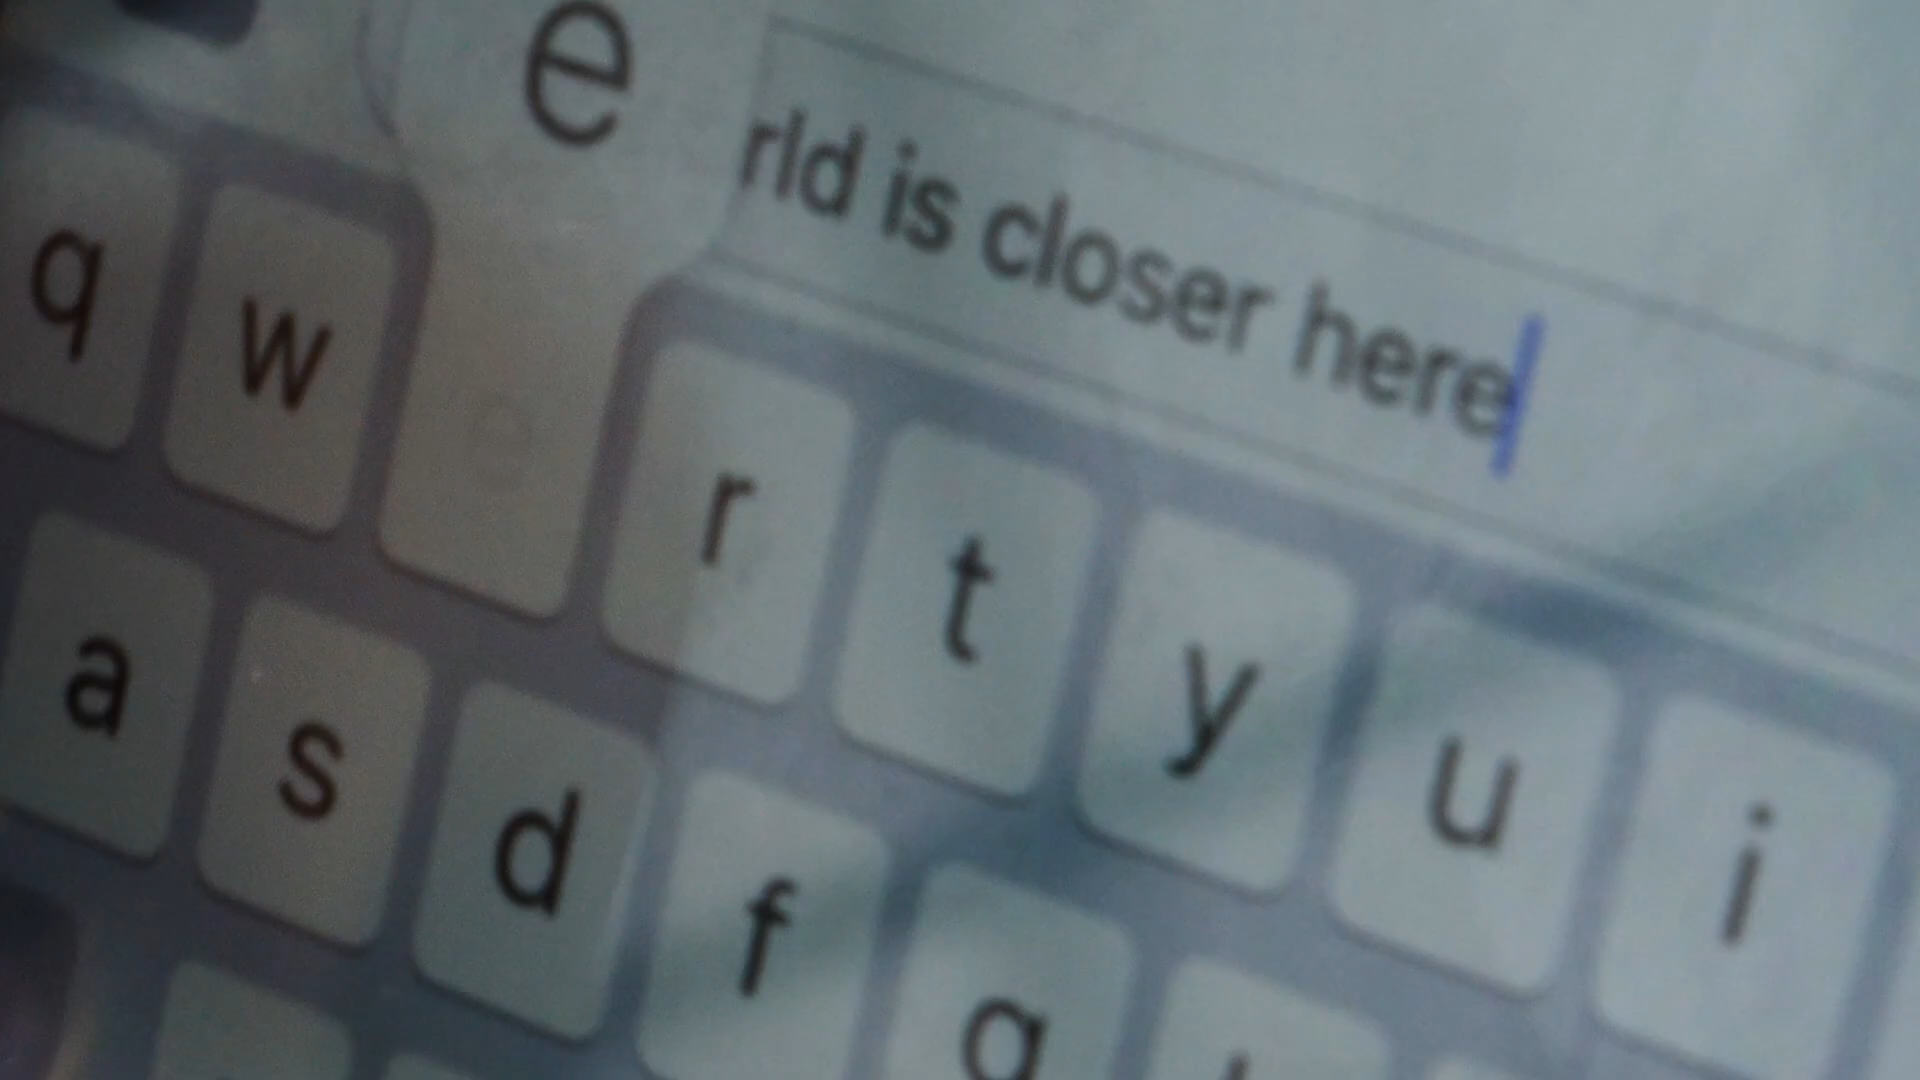 e
rld is closer here
q w e r t y u i
a s d f g